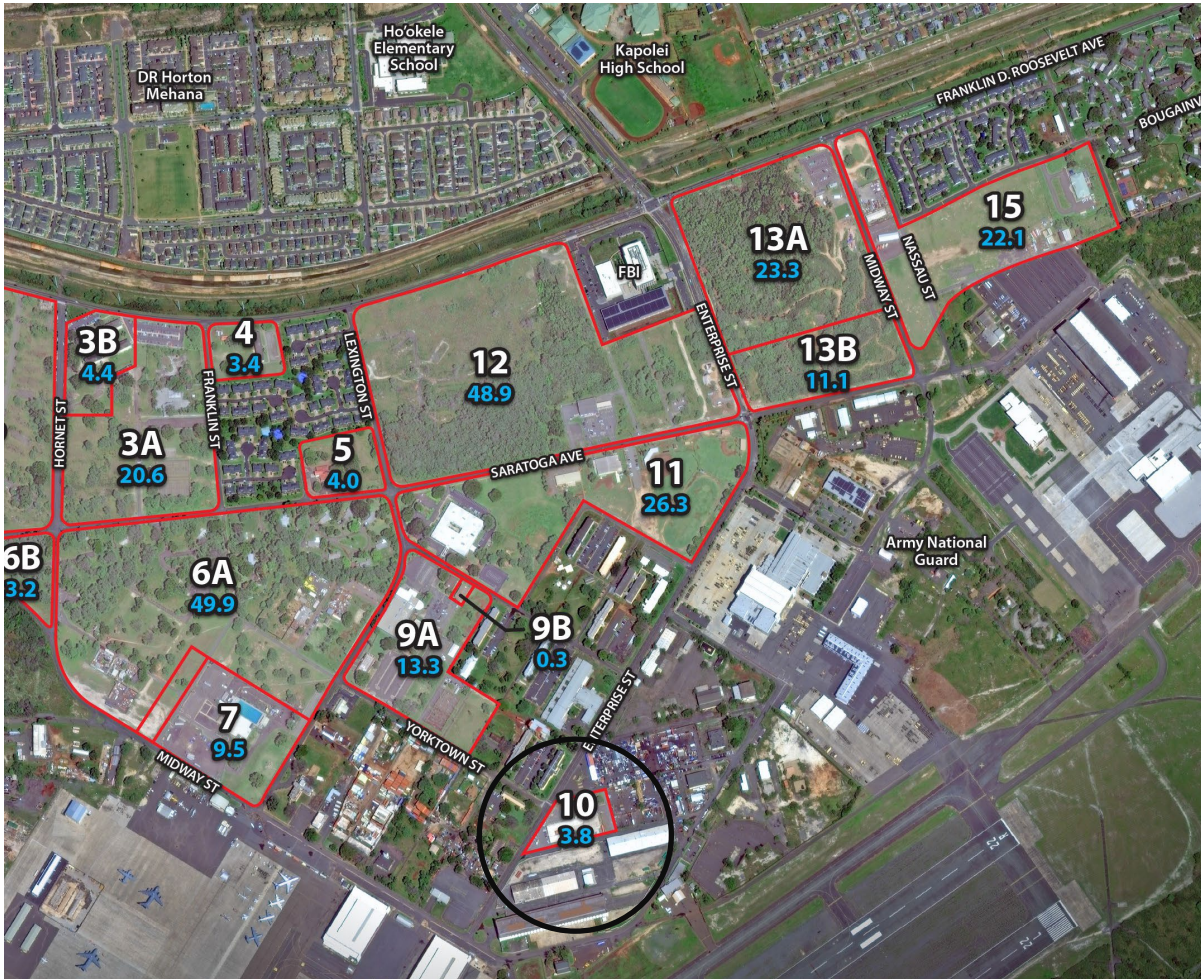 Ho'okele
Elementary
School
Kapolei
High School
DR Horton
Mehana
FRANKLIN D. ROOSEVELT AVE
BOUGAINV
15
22.1
13A
23.3
FBI
NASSAU ST
MIDWAY ST
ENTERPRISE ST
13B
11.1
3B
4.4
4
3.4
LEXINGTON ST
12
48.9
FRANKLIN ST
HORNET ST
3A
20.6
5
4.0
SARATOGA AVE
11
26.3
6B
3.2
6A
49.9
Army National
Guard
9A
13.3
9B
0.3
ENTERPRISE ST
7
9.5
YORKTOWN ST
MIDWAY ST
10
3.8
22
22